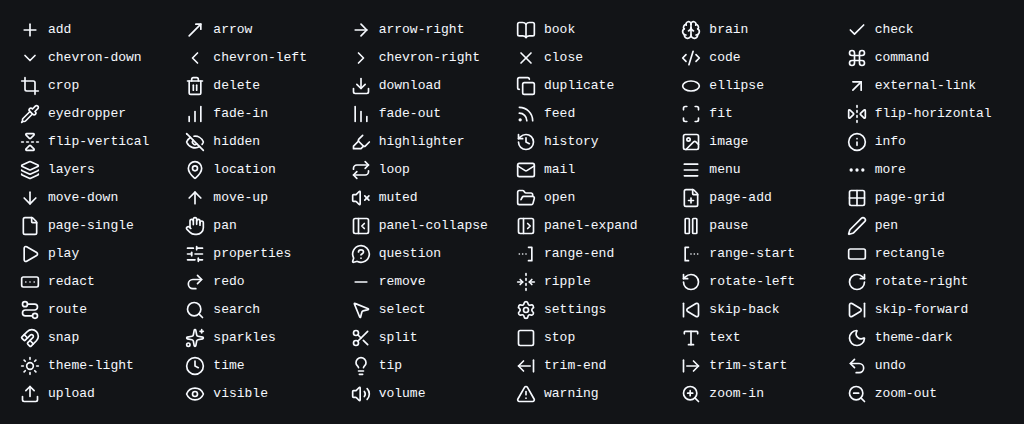 add arrow arrow-right book brain check
chevron-down chevron-left chevron-right close code command
crop delete download duplicate ellipse external-link
eyedropper fade-in fade-out feed fit flip-horizontal
flip-vertical hidden highlighter history image info
layers location loop mail menu more
move-down move-up muted open page-add page-grid
page-single pan panel-collapse panel-expand pause pen
play properties question range-end range-start rectangle
redact redo remove ripple rotate-left rotate-right
route search select settings skip-back skip-forward
snap sparkles split stop text theme-dark
theme-light time tip trim-end trim-start undo
upload visible volume warning zoom-in zoom-out